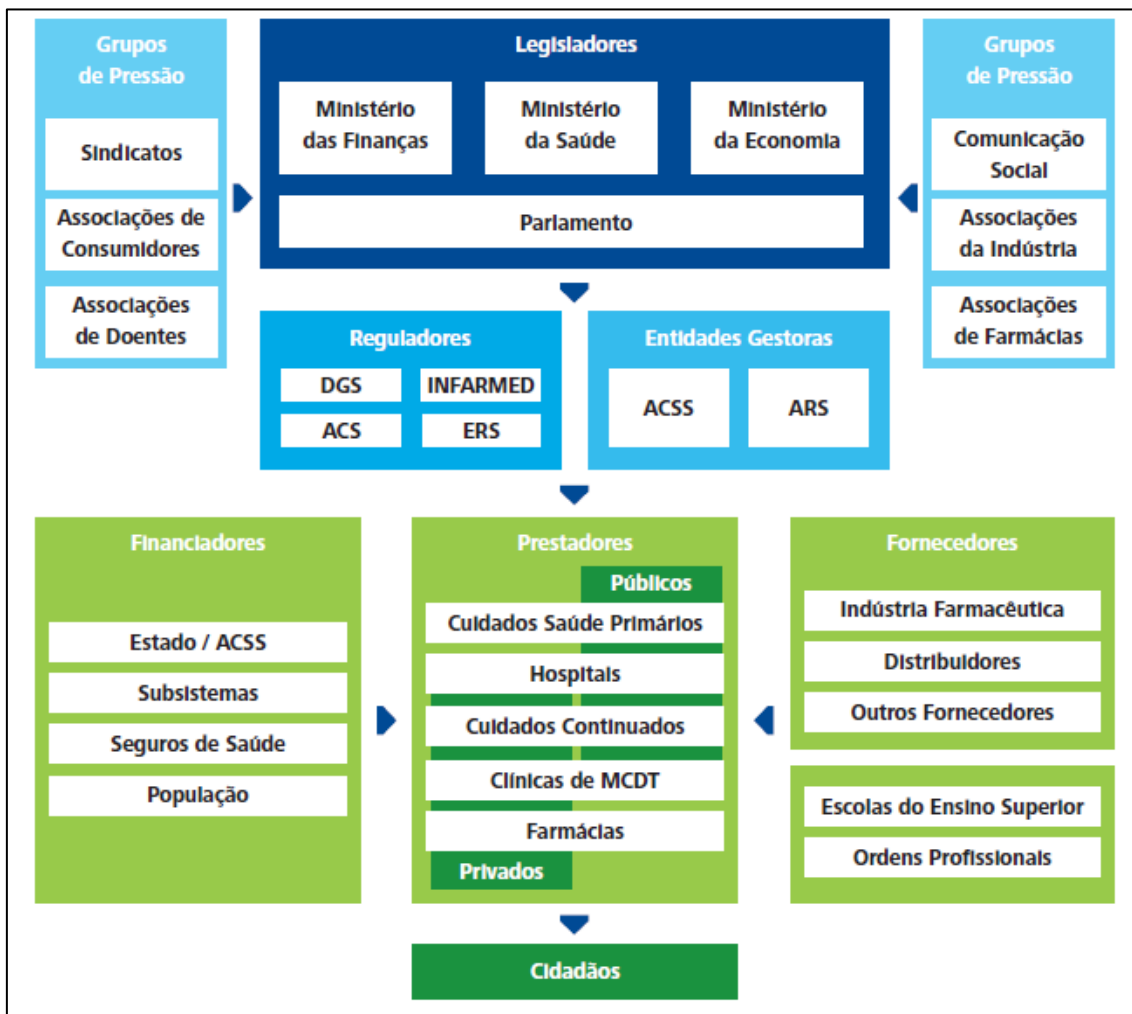 Grupos
de Pressão
Sindicatos
Associações de
Consumidores
Associações
de Doentes
Legisladores
Ministério
das Finanças
Ministério
da Saúde
Ministério
da Economia
Parlamento
Grupos
de Pressão
Comunicação
Social
Associações
da Indústria
Associações
de Farmácias
Reguladores
DGS
INFARMED
ACS
ERS
Entidades Gestoras
ACSS
ARS
Financiadores
Estado / ACSS
Subsistemas
Seguros de Saúde
População
Prestadores
Públicos
Cuidados Saúde Primários
Hospitais
Cuidados Continuados
Clínicas de MCDT
Farmácias
Privados
Fornecedores
Indústria Farmacêutica
Distribuidores
Outros Fornecedores
Escolas do Ensino Superior
Ordens Profissionais
Cidadãos